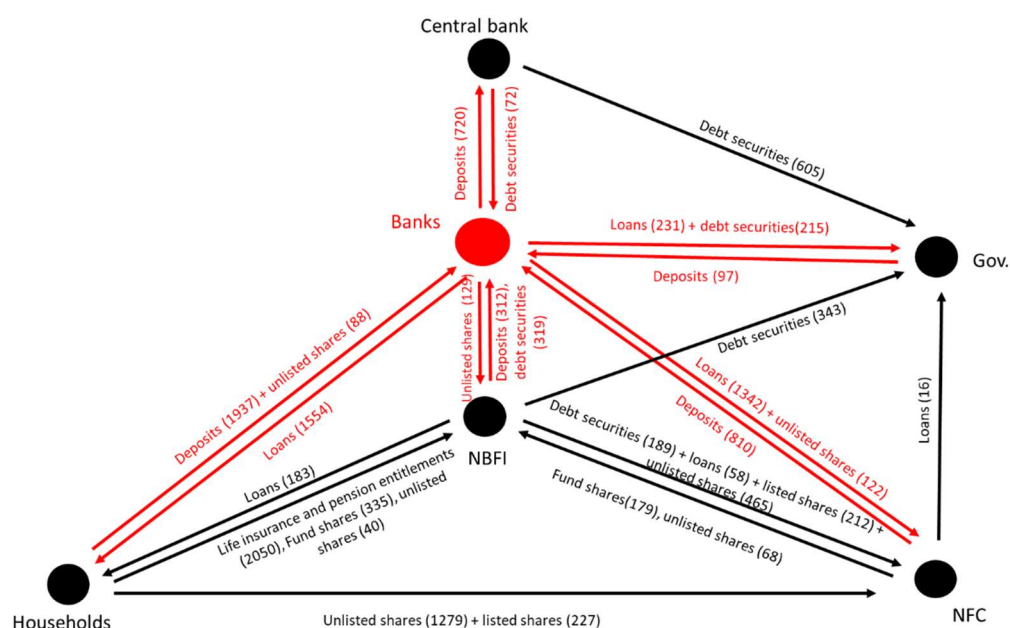 Central bank
Deposits (720)
Debt securities (72)
Debt securities (605)
Banks
Loans (231) + debt securities(215)
Deposits (97)
Gov.
Unlisted shares (129)
Deposits (312),
debt securities
(319)
Debt securities (343)
Deposits (1937) + unlisted shares (88)
Loans (1554)
Loans (1342) + unlisted shares (122)
Deposits (810)
Loans (16)
NBFI
Loans (183)
Life insurance and pension entitlements
(2050), Fund shares (335), unlisted
shares (40)
Debt securities (189) + loans (58) + listed shares (212) +
unlisted shares (465)
Fund shares(179), unlisted shares (68)
Households
Unlisted shares (1279) + listed shares (227)
NFC